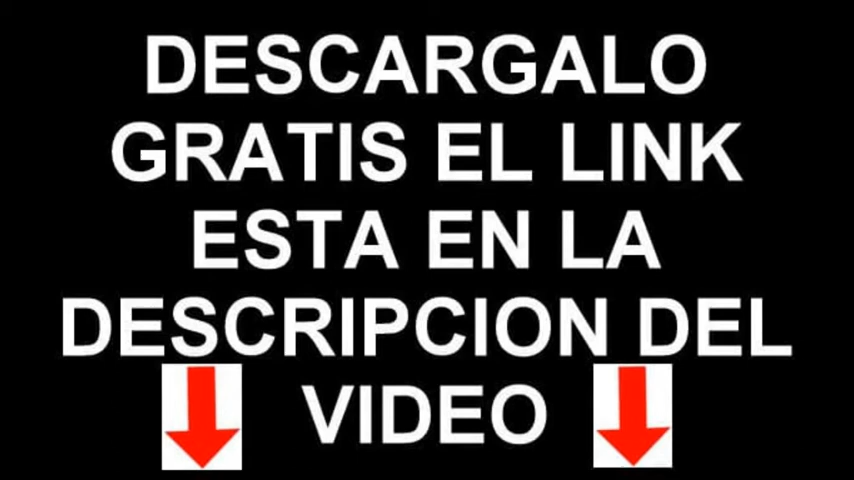 DESCARGALO
GRATIS EL LINK
ESTA EN LA
DESCRIPCION DEL
VIDEO